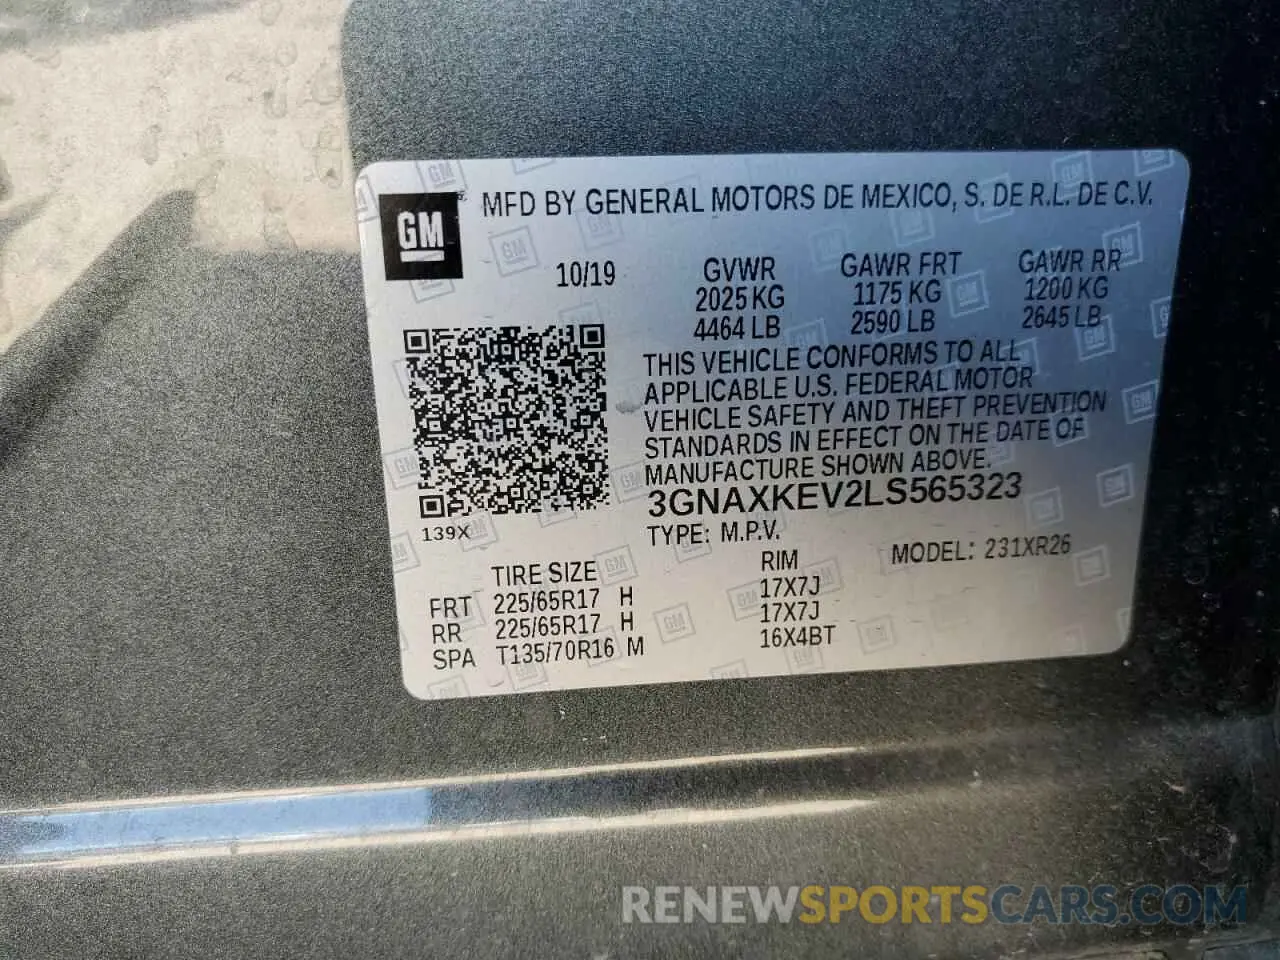 GM
MFD BY GENERAL MOTORS DE MEXICO, S. DE R.L. DE C.V.
10/19
GVWR GAWR FRT GAWR RR
2025 KG 1175 KG 1200 KG
4464 LB 2590 LB 2645 LB
THIS VEHICLE CONFORMS TO ALL
APPLICABLE U.S. FEDERAL MOTOR
VEHICLE SAFETY AND THEFT PREVENTION
STANDARDS IN EFFECT ON THE DATE OF
MANUFACTURE SHOWN ABOVE.
3GNAXKEV2LS565323
139X
TYPE: M.P.V.
MODEL: 231XR26
TIRE SIZE RIM
FRT 225/65R17 H 17X7J
RR 225/65R17 H 17X7J
SPA T135/70R16 M 16X4BT
RENEWSPORTSCARS.COM